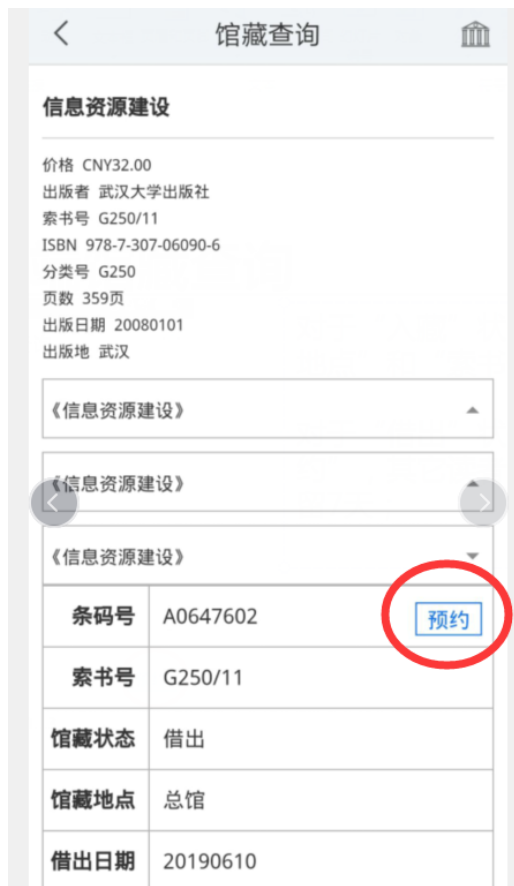 馆藏查询
信息资源建设
价格 CNY32.00
出版者 武汉大学出版社
索书号 G250/11
ISBN 978-7-307-06090-6
分类号 G250
页数 359页
出版日期 20080101
出版地 武汉
《信息资源建设》
《信息资源建设》
《信息资源建设》
条码号 A0647602 预约
索书号 G250/11
馆藏状态 借出
馆藏地点 总馆
借出日期 20190610